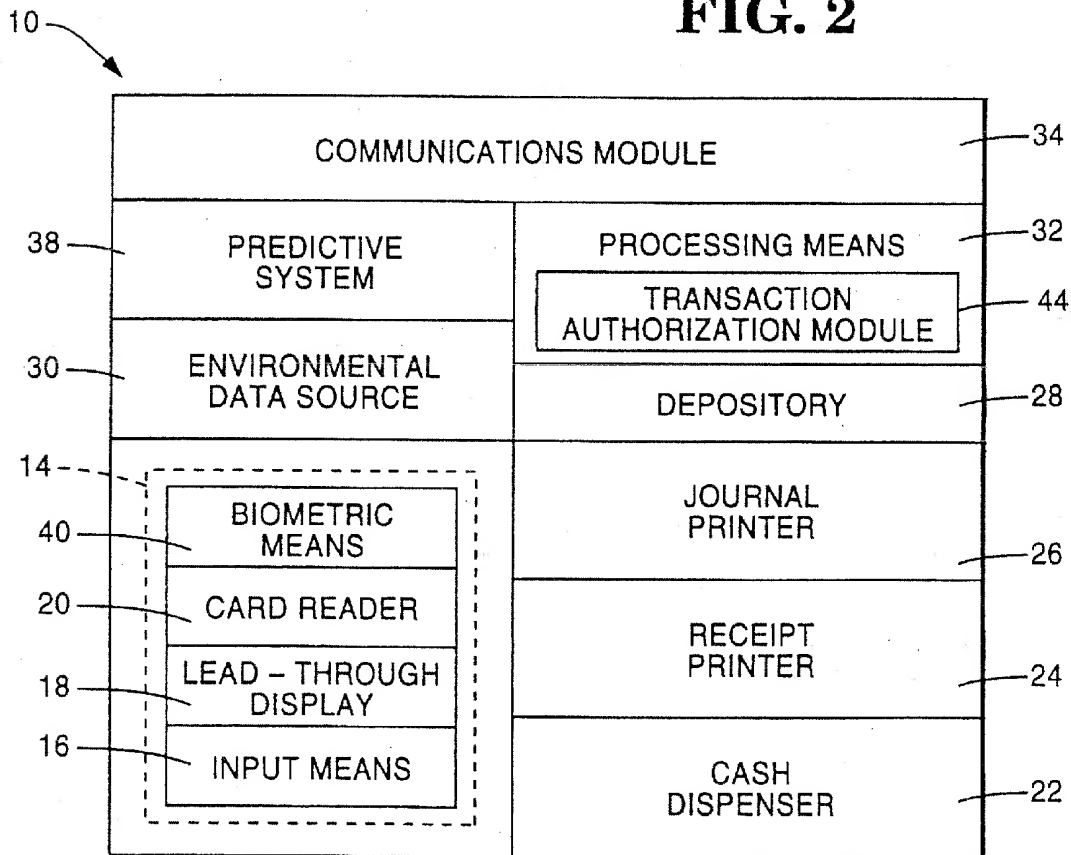 FIG. 2
10
COMMUNICATIONS MODULE
34
38
PREDICTIVE
SYSTEM
PROCESSING MEANS
32
TRANSACTION
AUTHORIZATION MODULE
44
30
ENVIRONMENTAL
DATA SOURCE
DEPOSITORY
28
14
BIOMETRIC
MEANS
40
JOURNAL
PRINTER
26
20
CARD READER
RECEIPT
PRINTER
24
LEAD – THROUGH
DISPLAY
18
16
INPUT MEANS
CASH
DISPENSER
22